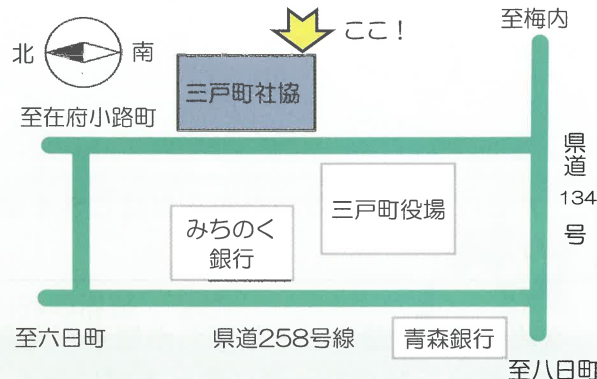 ここ!
至梅内
北
南
三戸町社協
至在府小路町
県道
134
号
三戸町役場
みちのく
銀行
至六日町
県道258号線
青森銀行
至八日町